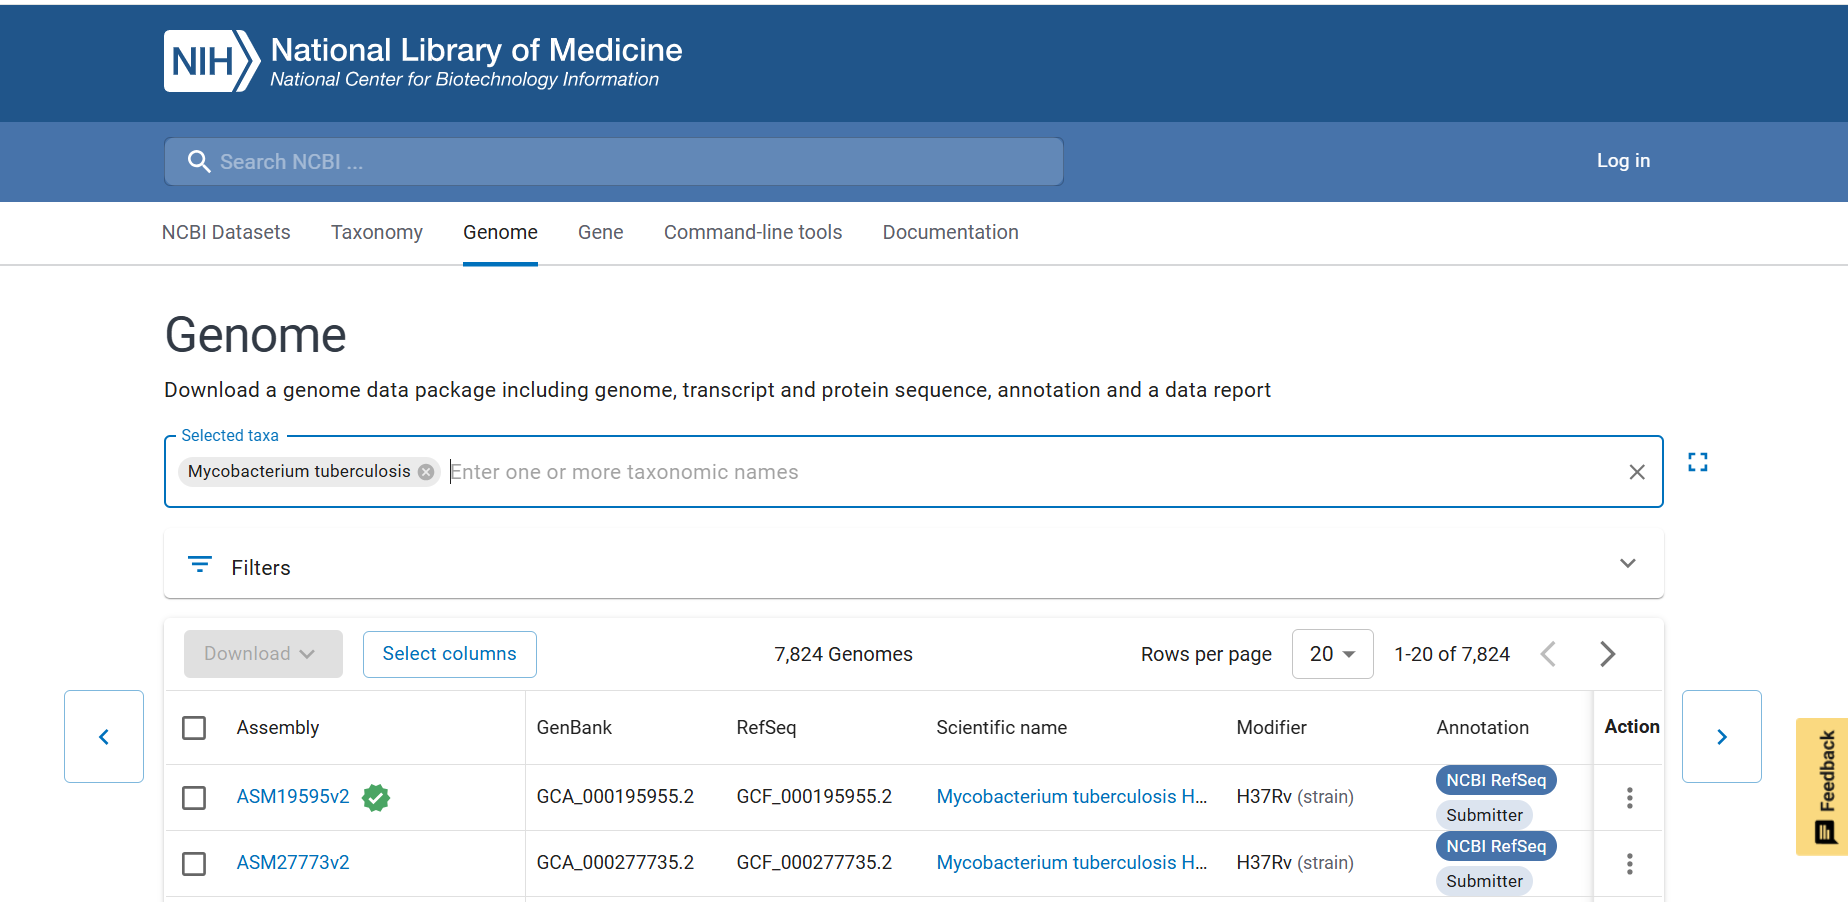 NIH National Library of Medicine
National Center for Biotechnology Information
Search NCBI ...
Log in
NCBI Datasets Taxonomy Genome Gene Command-line tools Documentation
Genome
Download a genome data package including genome, transcript and protein sequence, annotation and a data report
Selected taxa
Mycobacterium tuberculosis Enter one or more taxonomic names
Filters
Download Select columns 7,824 Genomes Rows per page 20 1-20 of 7,824
Assembly GenBank RefSeq Scientific name Modifier Annotation Action
ASM19595v2 GCA_000195955.2 GCF_000195955.2 Mycobacterium tuberculosis H... H37Rv (strain) NCBI RefSeq
Submitter
ASM27773v2 GCA_000277735.2 GCF_000277735.2 Mycobacterium tuberculosis H... H37Rv (strain) NCBI RefSeq
Submitter
Feedback